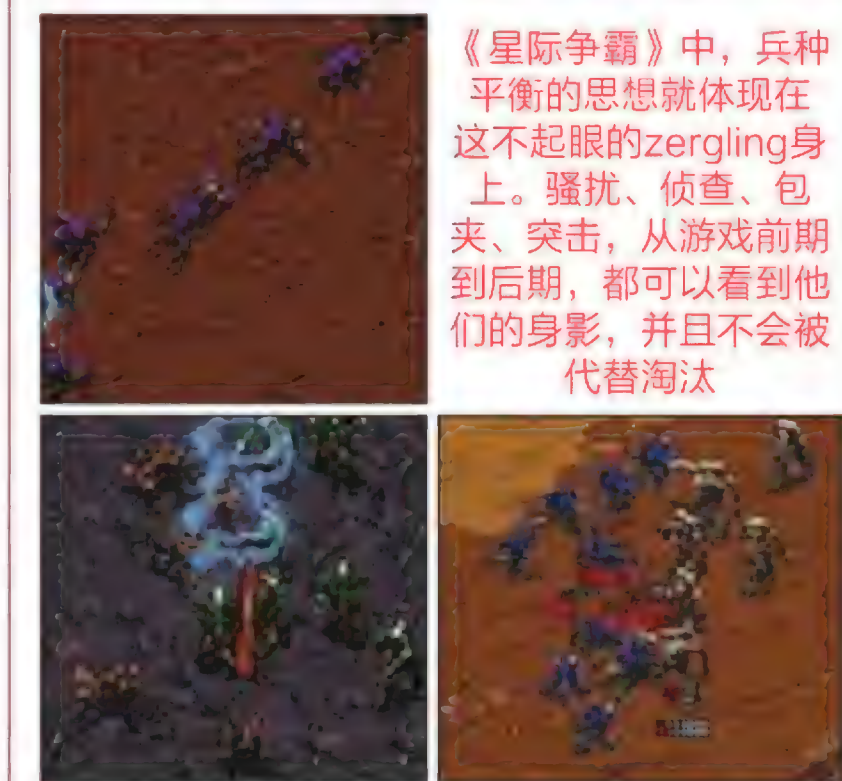 《星际争霸》中，兵种
平衡的思想就体现在
这不起眼的zergling身
上。骚扰、侦查、包
夹、突击，从游戏前期
到后期，都可以看到他
们的身影，并且不会被
代替淘汰